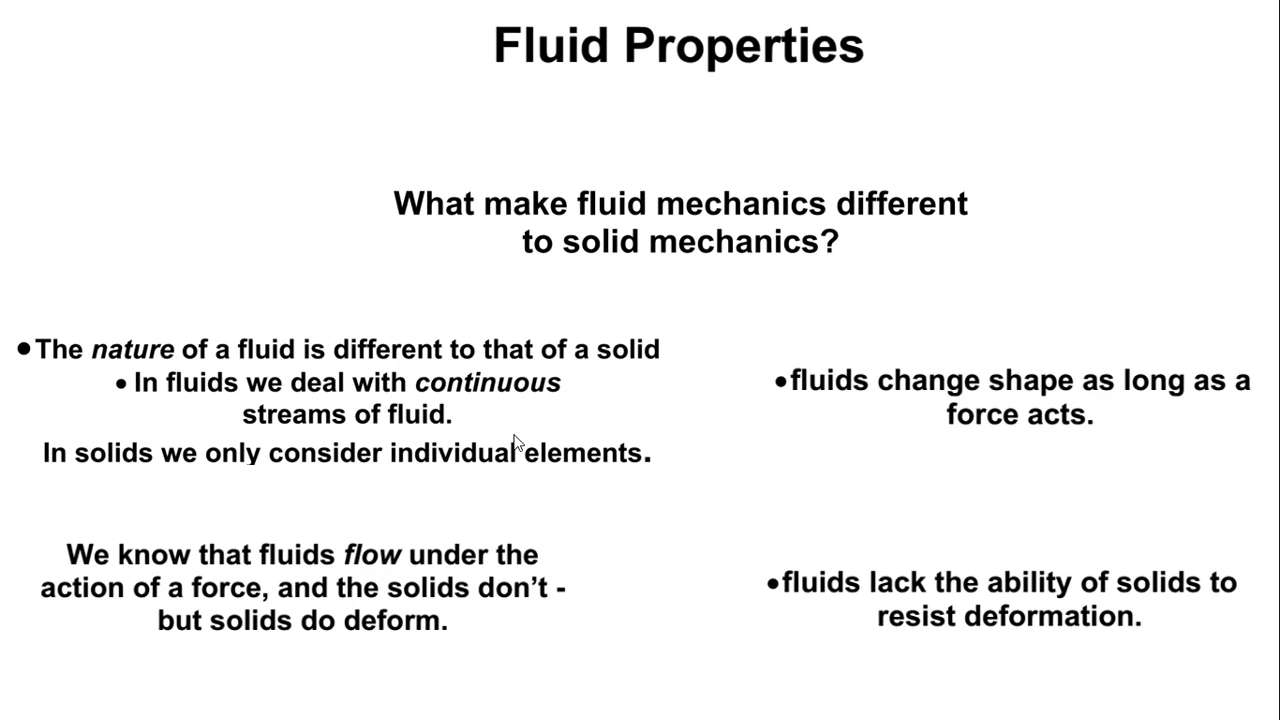 Fluid Properties
What make fluid mechanics different
to solid mechanics?
•The nature of a fluid is different to that of a solid
• In fluids we deal with continuous
streams of fluid.
In solids we only consider individual elements.
•fluids change shape as long as a
force acts.
We know that fluids flow under the
action of a force, and the solids don’t -
but solids do deform.
•fluids lack the ability of solids to
resist deformation.